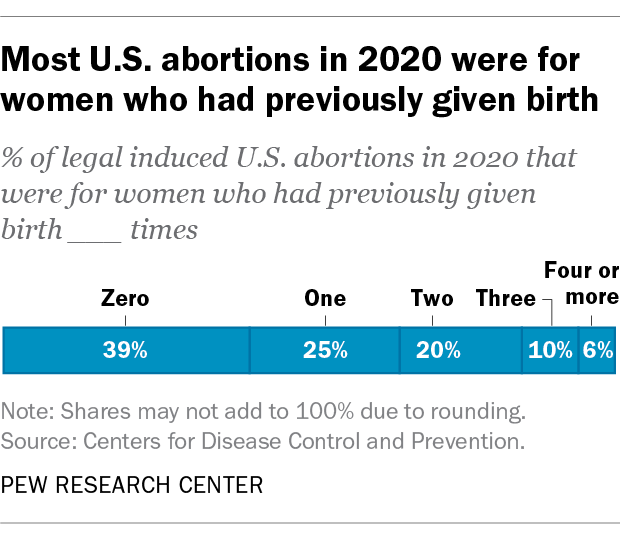 Most U.S. abortions in 2020 were for
women who had previously given birth
% of legal induced U.S. abortions in 2020 that
were for women who had previously given
birth ___ times
Four or
Zero One Two Three more
39% 25% 20% 10% 6%
Note: Shares may not add to 100% due to rounding.
Source: Centers for Disease Control and Prevention.
PEW RESEARCH CENTER